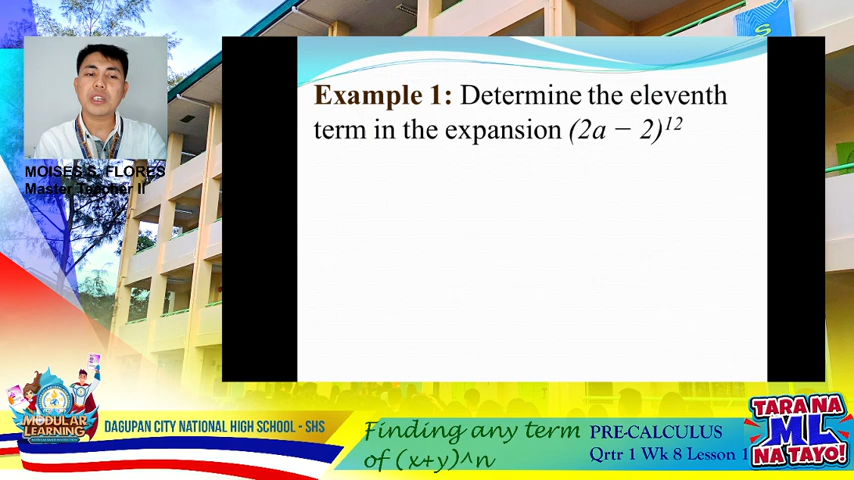 Example 1: Determine the eleventh
term in the expansion (2a − 2)¹²
MOISES S. FLORES
Master Teacher II
MODULAR
LEARNING
DAGUPAN CITY NATIONAL HIGH SCHOOL - SHS
Finding any term
of (x+y)^n
PRE-CALCULUS
Qrtr 1 Wk 8 Lesson 1
TARA NA
ML
NA TAYO!